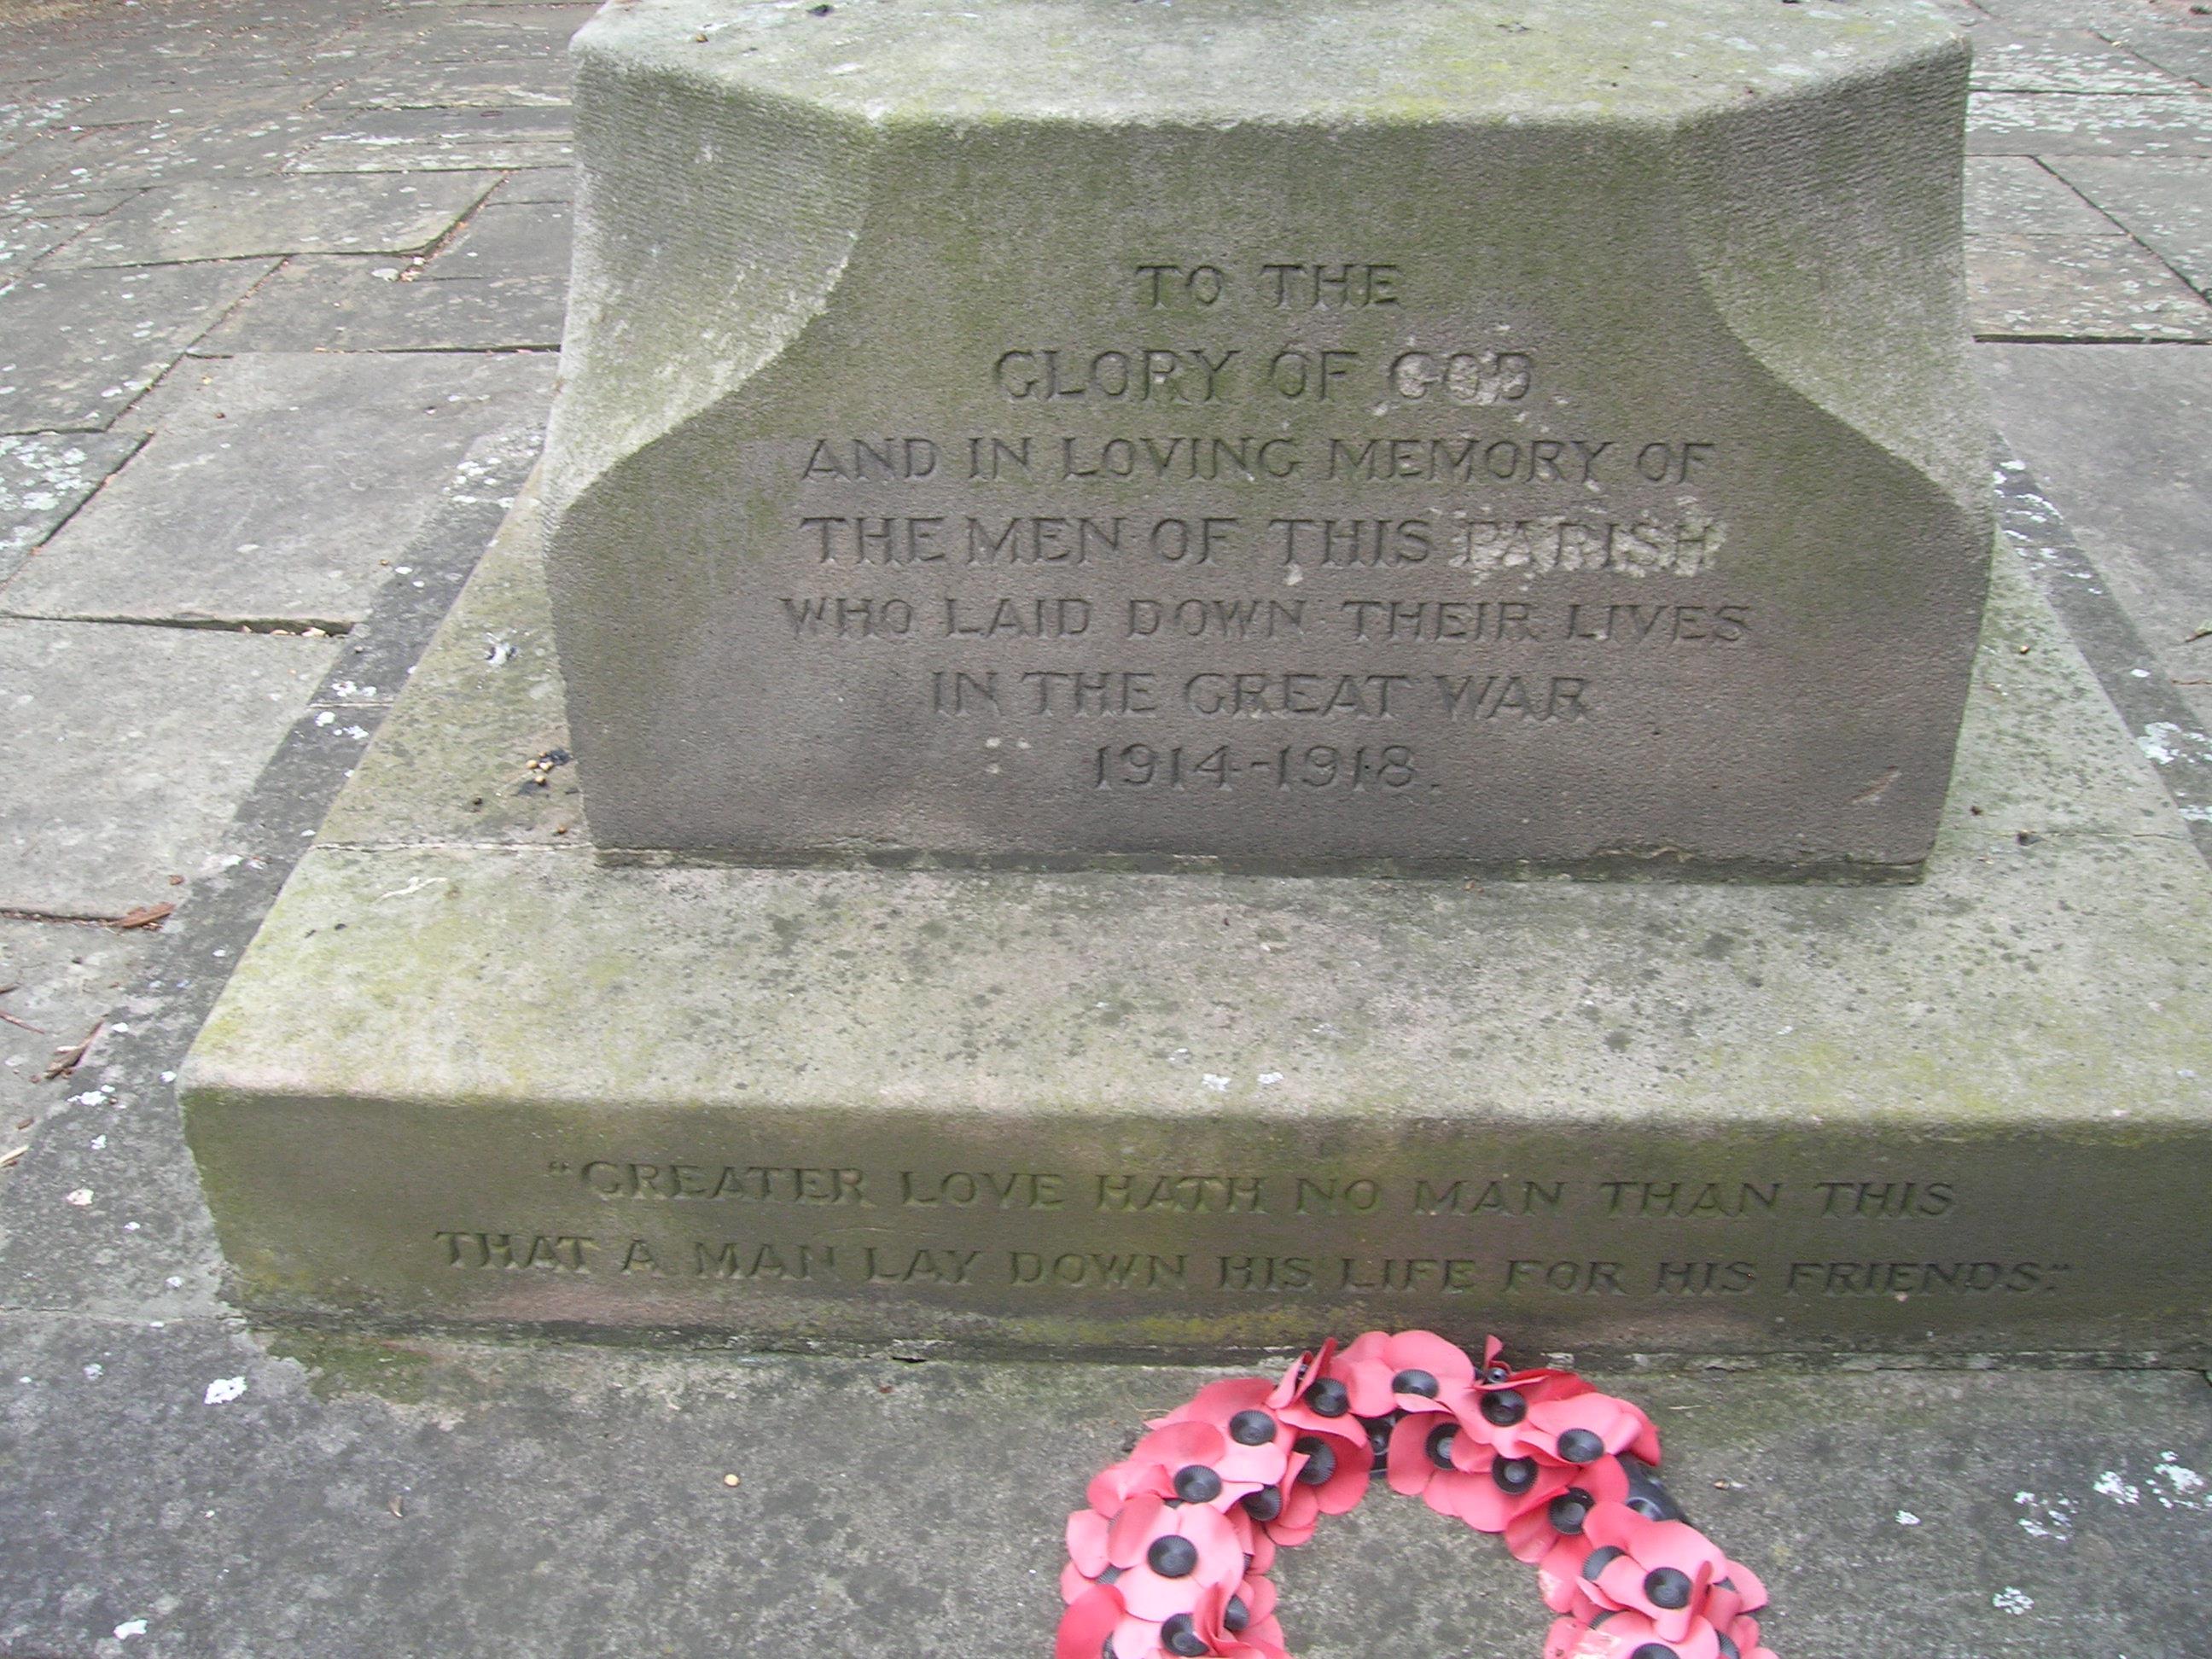 TO THE
GLORY OF GOD
AND IN LOVING MEMORY OF
THE MEN OF THIS PARISH
WHO LAID DOWN THEIR LIVES
IN THE GREAT WAR
1914-1918.
"GREATER LOVE HATH NO MAN THAN THIS
THAT A MAN LAY DOWN HIS LIFE FOR HIS FRIENDS."